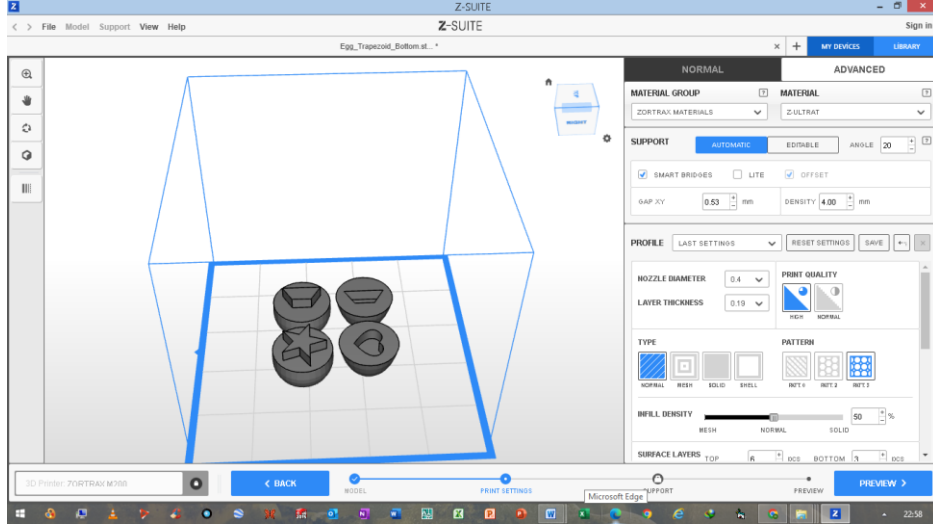 Z-SUITE
File Model Support View Help
Z-SUITE
Sign in
Egg_Trapezoid_Bottom.st... *
MY DEVICES
LIBRARY
NORMAL
ADVANCED
MATERIAL GROUP
MATERIAL
ZORTRAX MATERIALS
Z-ULTRAT
RIGHT
SUPPORT
AUTOMATIC
EDITABLE
ANGLE 20
SMART BRIDGES
LITE
OFFSET
GAP XY 0.53 mm
DENSITY 4.00 mm
PROFILE LAST SETTINGS
RESET SETTINGS
SAVE
NOZZLE DIAMETER 0.4
PRINT QUALITY
LAYER THICKNESS 0.19
HIGH NORMAL
TYPE
PATTERN
NORMAL MESH SOLID SHELL
PATT. 1 PATT. 2 PATT. 3
INFILL DENSITY
50 %
MESH NORMAL SOLID
SURFACE LAYERS TOP 6 pcs BOTTOM 3 pcs
3D Printer: ZORTRAX M200
< BACK
MODEL
PRINT SETTINGS
SUPPORT
PREVIEW
PREVIEW >
Microsoft Edge
22:58